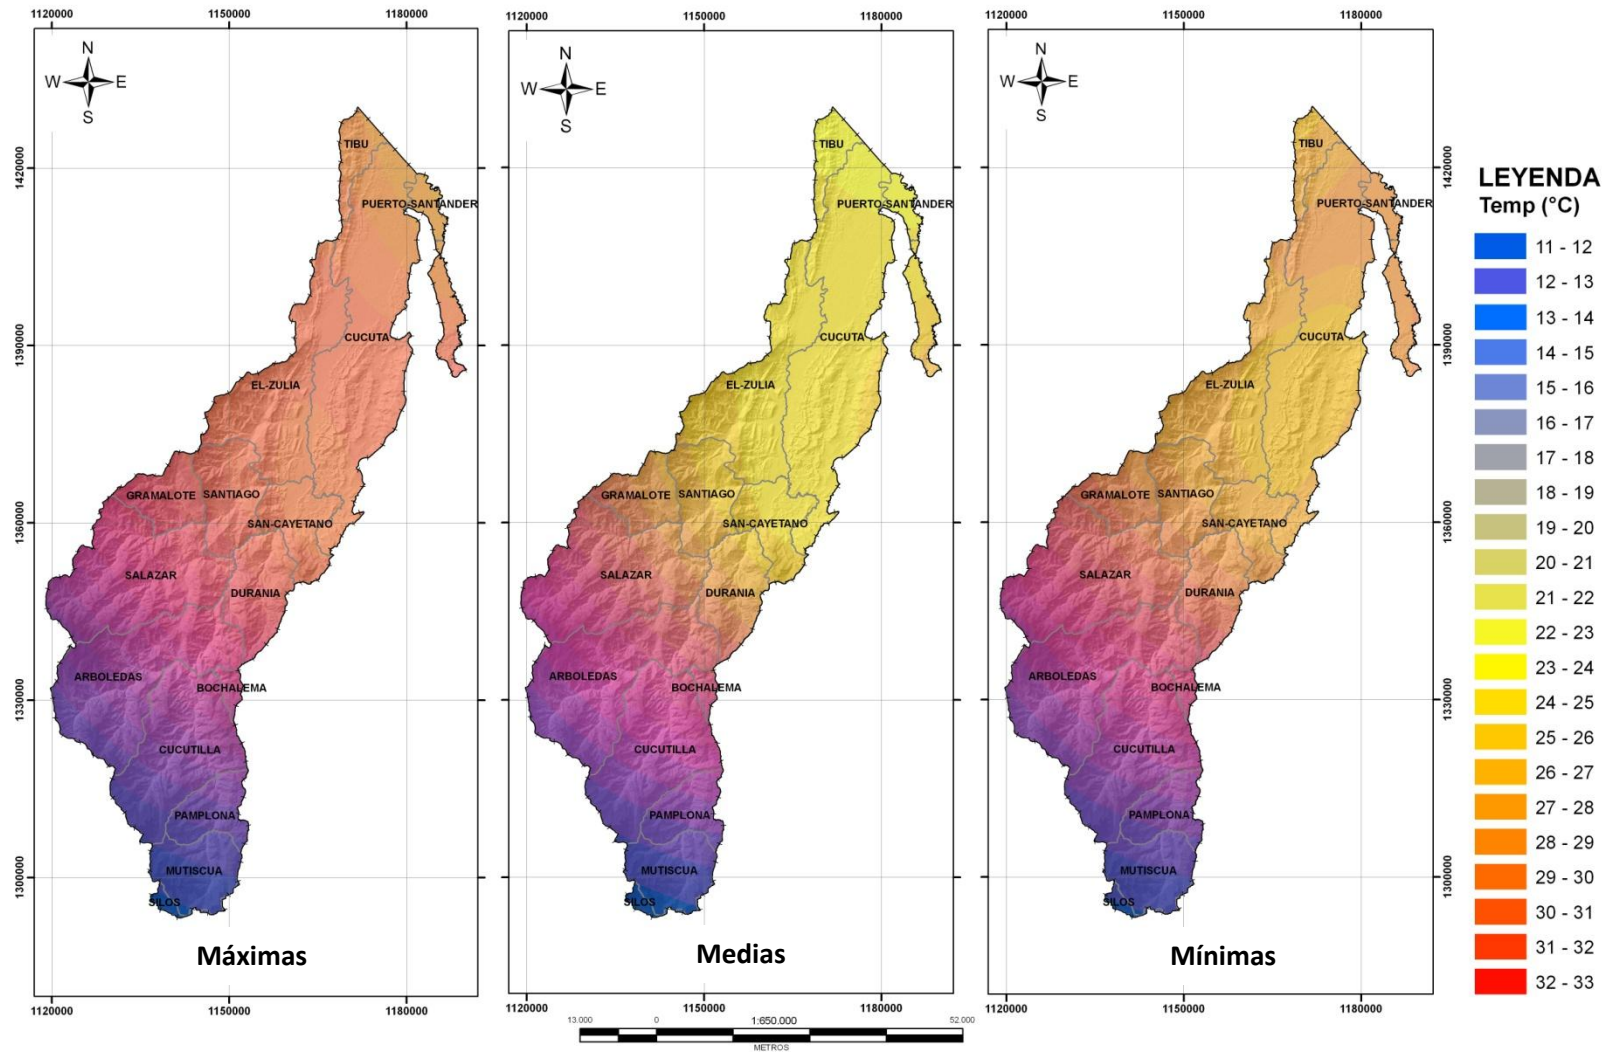 1120000 1150000 1180000
N
W E
S
TIBU
PUERTO-SANTANDER
CUCUTA
EL-ZULIA
GRAMALOTE SANTIAGO
SAN-CAYETANO
SALAZAR
DURANIA
ARBOLEDAS
BOCHALEMA
CUCUTILLA
PAMPLONA
MUTISCUA
SILOS
Máximas
1420000
1390000
1360000
1330000
1300000
1120000 1150000 1180000
1120000 1150000 1180000
N
W E
S
TIBU
PUERTO-SANTANDER
CUCUTA
EL-ZULIA
GRAMALOTE SANTIAGO
SAN-CAYETANO
SALAZAR
DURANIA
ARBOLEDAS
BOCHALEMA
CUCUTILLA
PAMPLONA
MUTISCUA
SILOS
Medias
1120000 1150000 1180000
1120000 1150000 1180000
N
W E
S
TIBU
PUERTO-SANTANDER
CUCUTA
EL-ZULIA
GRAMALOTE SANTIAGO
SAN-CAYETANO
SALAZAR
DURANIA
ARBOLEDAS
BOCHALEMA
CUCUTILLA
PAMPLONA
MUTISCUA
SILOS
Mínimas
1420000
1390000
1360000
1330000
1300000
1120000 1150000 1180000
LEYENDA
Temp (°C)
11 - 12
12 - 13
13 - 14
14 - 15
15 - 16
16 - 17
17 - 18
18 - 19
19 - 20
20 - 21
21 - 22
22 - 23
23 - 24
24 - 25
25 - 26
26 - 27
27 - 28
28 - 29
29 - 30
30 - 31
31 - 32
32 - 33
13.000 0 1:650.000 52.000
METROS